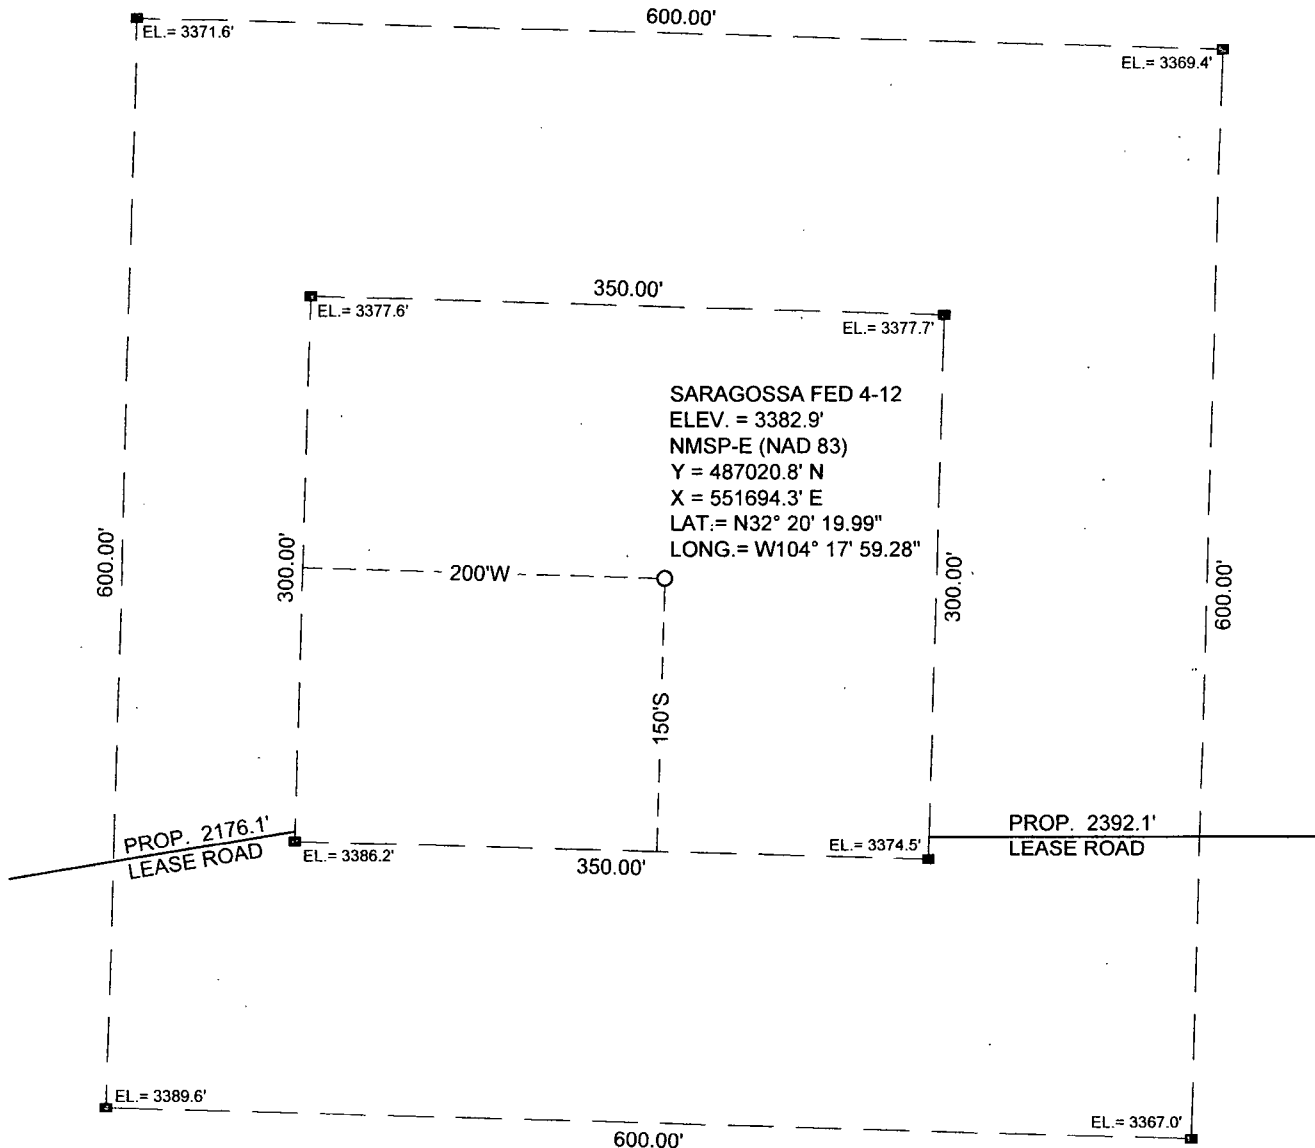 600.00'
EL.= 3371.6'
EL.= 3369.4'
350.00'
EL.= 3377.6'
EL.= 3377.7'
SARAGOSSA FED 4-12
ELEV. = 3382.9'
NMSP-E (NAD 83)
Y = 487020.8' N
X = 551694.3' E
LAT.= N32° 20' 19.99"
LONG.= W104° 17' 59.28"
600.00'
300.00'
200'W
300.00'
600.00'
150'S
PROP. 2176.1'
LEASE ROAD
PROP. 2392.1'
LEASE ROAD
EL.= 3386.2'
EL.= 3374.5'
350.00'
EL.= 3389.6'
EL.= 3367.0'
600.00'